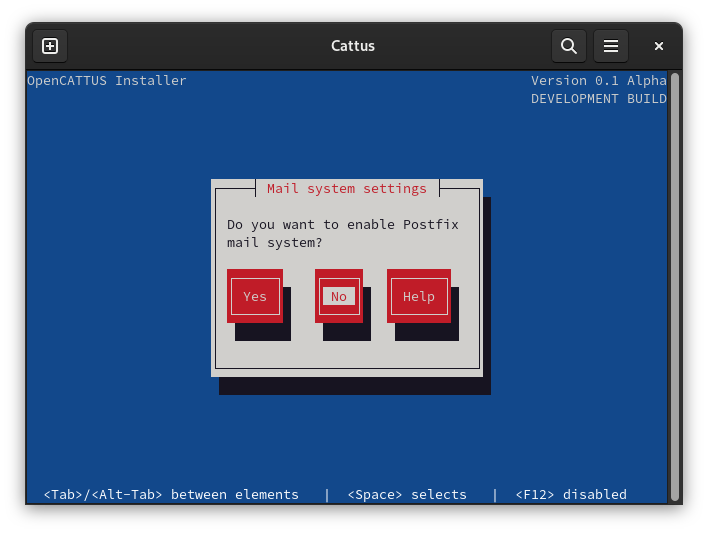 Cattus
OpenCATTUS Installer
Version 0.1 Alpha
DEVELOPMENT BUILD
Mail system settings
Do you want to enable Postfix
mail system?
Yes No Help
<Tab>/<Alt-Tab> between elements | <Space> selects | <F12> disabled